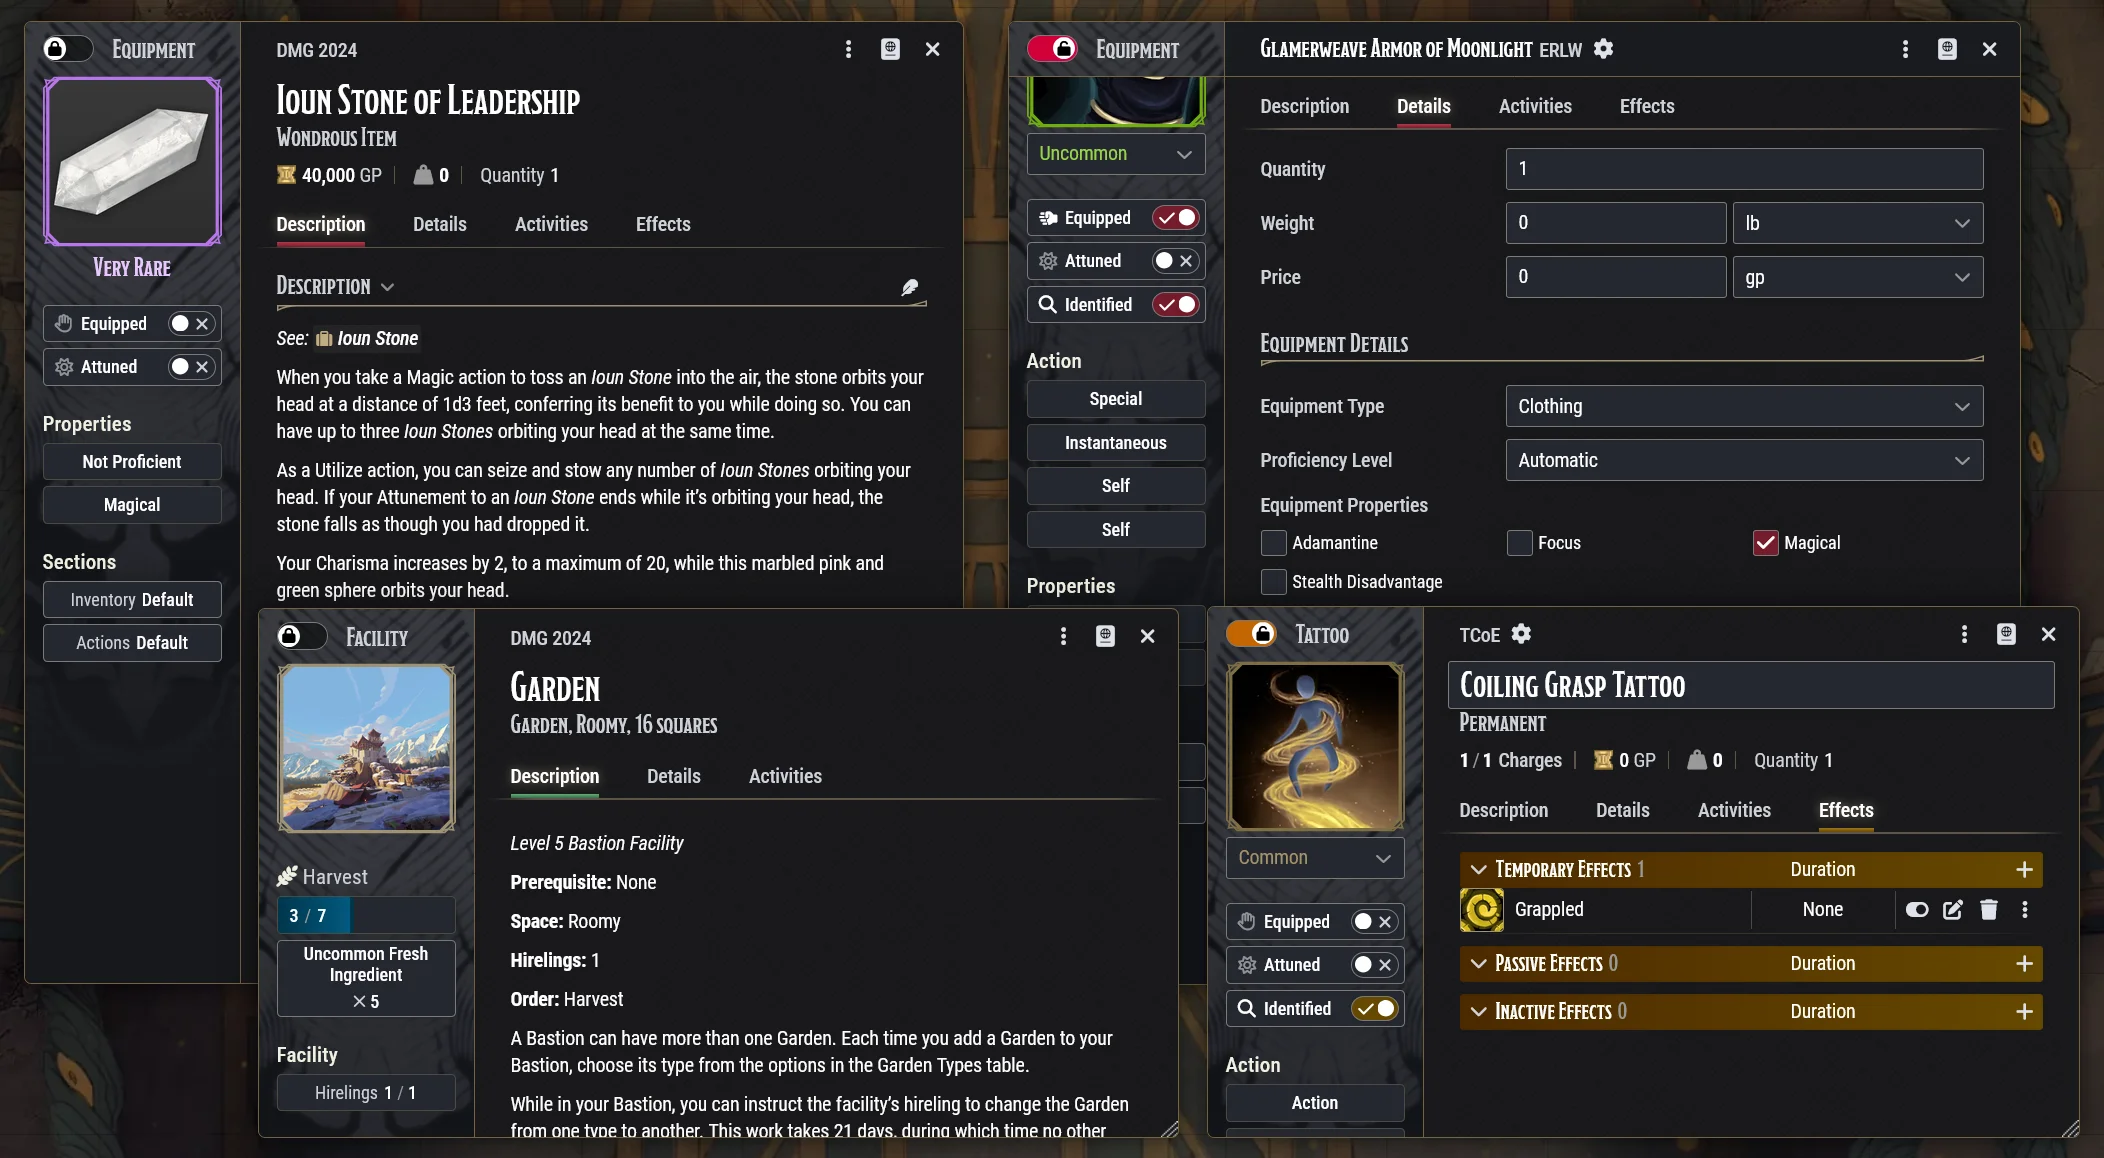 EQUIPMENT
VERY RARE
Equipped
Attuned
Properties
Not Proficient
Magical
Sections
Inventory Default
Actions Default
DMG 2024
IOUN STONE OF LEADERSHIP
WONDROUS ITEM
40,000 GP 0 Quantity 1
Description Details Activities Effects
DESCRIPTION
See: Ioun Stone
When you take a Magic action to toss an Ioun Stone into the air, the stone orbits your
head at a distance of 1d3 feet, conferring its benefit to you while doing so. You can
have up to three Ioun Stones orbiting your head at the same time.
As a Utilize action, you can seize and stow any number of Ioun Stones orbiting your
head. If your Attunement to an Ioun Stone ends while it’s orbiting your head, the
stone falls as though you had dropped it.
Your Charisma increases by 2, to a maximum of 20, while this marbled pink and
green sphere orbits your head.
EQUIPMENT
Uncommon
Equipped
Attuned
Identified
Action
Special
Instantaneous
Self
Self
Properties
GLAMERWEAVE ARMOR OF MOONLIGHT ERLW
Description Details Activities Effects
Quantity 1
Weight 0 lb
Price 0 gp
EQUIPMENT DETAILS
Equipment Type Clothing
Proficiency Level Automatic
Equipment Properties
Adamantine Focus Magical
Stealth Disadvantage
FACILITY
Harvest
3 / 7
Uncommon Fresh
Ingredient
× 5
Facility
Hirelings 1 / 1
DMG 2024
GARDEN
GARDEN, ROOMY, 16 SQUARES
Description Details Activities
Level 5 Bastion Facility
Prerequisite: None
Space: Roomy
Hirelings: 1
Order: Harvest
A Bastion can have more than one Garden. Each time you add a Garden to your
Bastion, choose its type from the options in the Garden Types table.
While in your Bastion, you can instruct the facility’s hireling to change the Garden
from one type to another. This work takes 21 days, during which time no other
TATTOO
Common
Equipped
Attuned
Identified
Action
Action
TCoE
COILING GRASP TATTOO
PERMANENT
1 / 1 Charges 0 GP 0 Quantity 1
Description Details Activities Effects
TEMPORARY EFFECTS 1 Duration
Grappled None
PASSIVE EFFECTS 0 Duration
INACTIVE EFFECTS 0 Duration